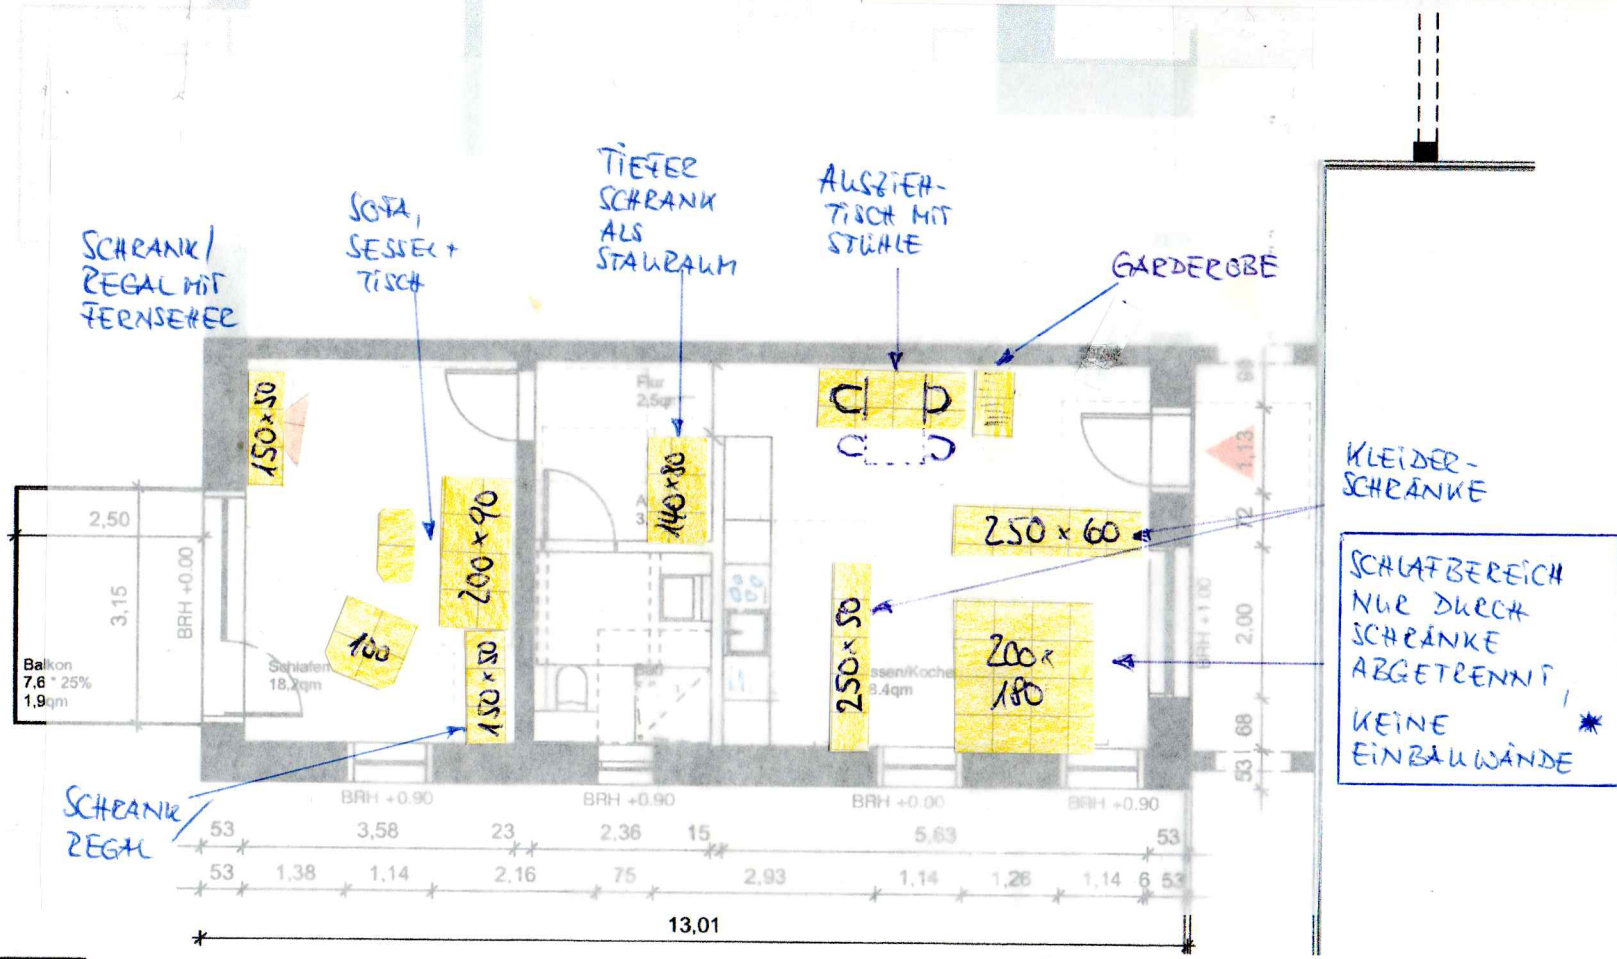 TIEFER
SCHRANK
ALS
STAURAUM
AUSZIEH-
TISCH MIT
STÜHLE
SOFA,
SESSEL +
TISCH
SCHRANK/
REGAL MIT
FERNSEHER
GARDEROBE
KLEIDER-
SCHRÄNKE
SCHLAFBEREICH
NUR DURCH
SCHRÄNKE
ABGETRENNT,
KEINE
EINBAUWÄNDE
SCHRANK
REGAL
150 x 50
200 x 90
100
150 x 50
140 x 80
250 x 60
250 x 50
200 x
180
Flur
2,5qm
Schlafen
18,2qm
Bad
ssen/Koche
8.4qm
Balkon
7,6 * 25%
1,9qm
2,50
3,15
BRH +0.00
99
1,13
72
2,00
BRH +1.00
68
53
BRH +0.90
BRH +0.90
BRH +0.00
BRH +0.90
53
3,58
23
2,36
15
5,63
53
53
1,38
1,14
2,16
75
2,93
1,14
1,26
1,14
6
53
13,01